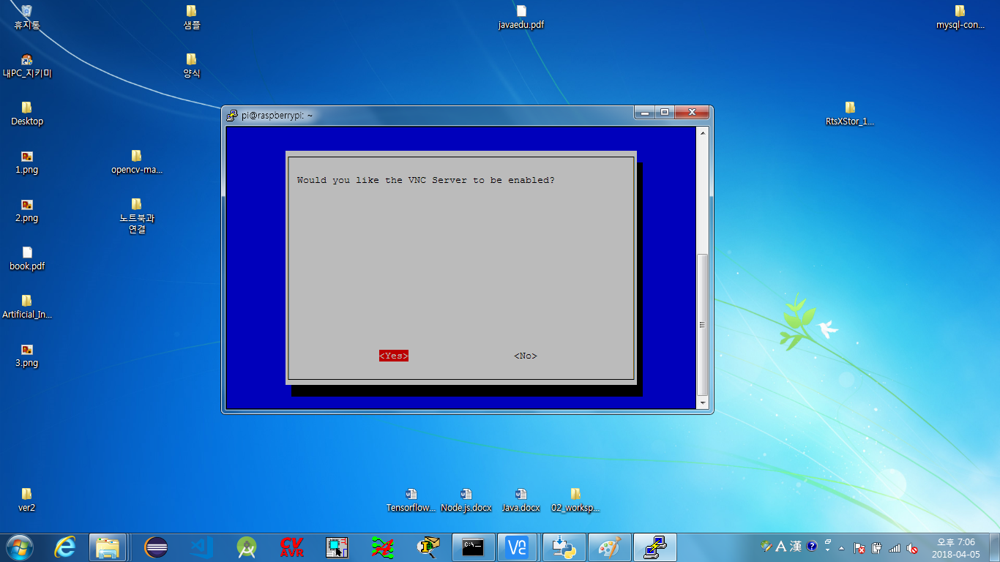 휴지통
샘플
javaedu.pdf
mysql-con...
내PC_지키미
양식
Desktop
RtsXStor_1...
pi@raspberrypi: ~
1.png
opencv-ma...
Would you like the VNC Server to be enabled?
2.png
노트북과
연결
book.pdf
Artificial_In...
3.png
<Yes>
<No>
ver2
Tensorflow...
Node.js.docx
Java.docx
02_worksp...
CV
AVR
C:\_
V2
A 漢
오후 7:06
2018-04-05